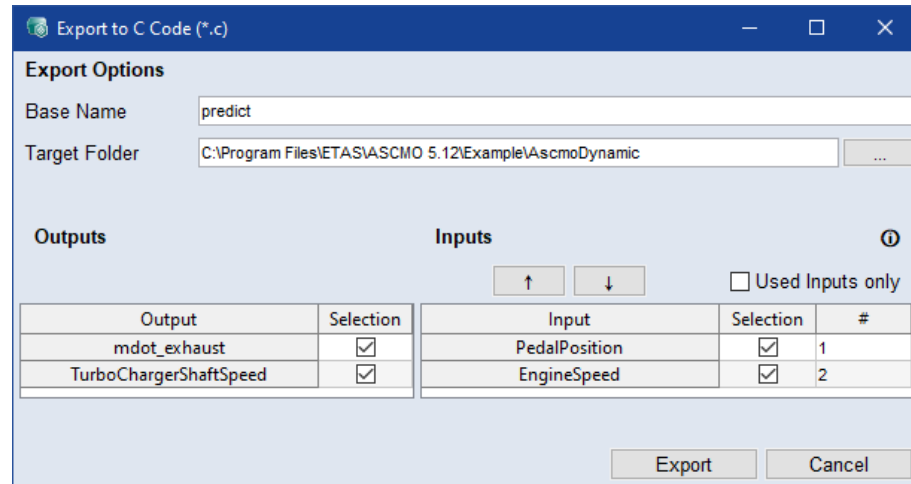 Export to C Code (*.c)
Export Options
Base Name predict
Target Folder C:\Program Files\ETAS\ASCMO 5.12\Example\AscmoDynamic ...
Outputs Inputs
↑ ↓ Used Inputs only
Output Selection Input Selection #
mdot_exhaust PedalPosition 1
TurboChargerShaftSpeed EngineSpeed 2
Export Cancel